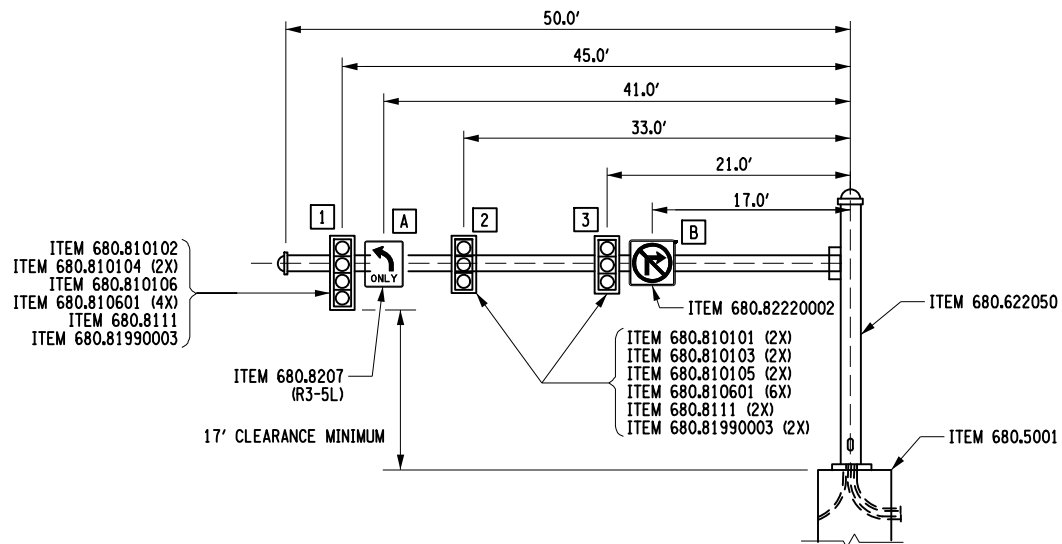 50.0'
45.0'
41.0'
33.0'
21.0'
17.0'
1
A
2
3
B
ITEM 680.810102
ITEM 680.810104 (2X)
ITEM 680.810106
ITEM 680.810601 (4X)
ITEM 680.8111
ITEM 680.81990003
ONLY
ITEM 680.82220002
ITEM 680.622050
ITEM 680.8207
(R3-5L)
ITEM 680.810101 (2X)
ITEM 680.810103 (2X)
ITEM 680.810105 (2X)
ITEM 680.810601 (6X)
ITEM 680.8111 (2X)
ITEM 680.81990003 (2X)
17' CLEARANCE MINIMUM
ITEM 680.5001